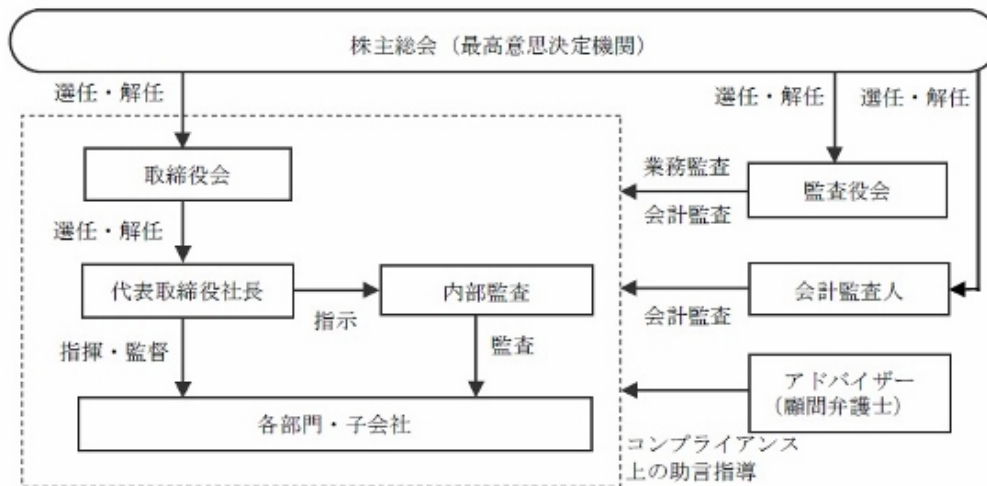 株主総会（最高意思決定機関）
選任・解任
選任・解任
選任・解任
取締役会
業務監査
会計監査
監査役会
選任・解任
代表取締役社長
指示
内部監査
会計監査
会計監査人
指揮・監督
監査
アドバイザー
（顧問弁護士）
各部門・子会社
コンプライアンス
上の助言指導